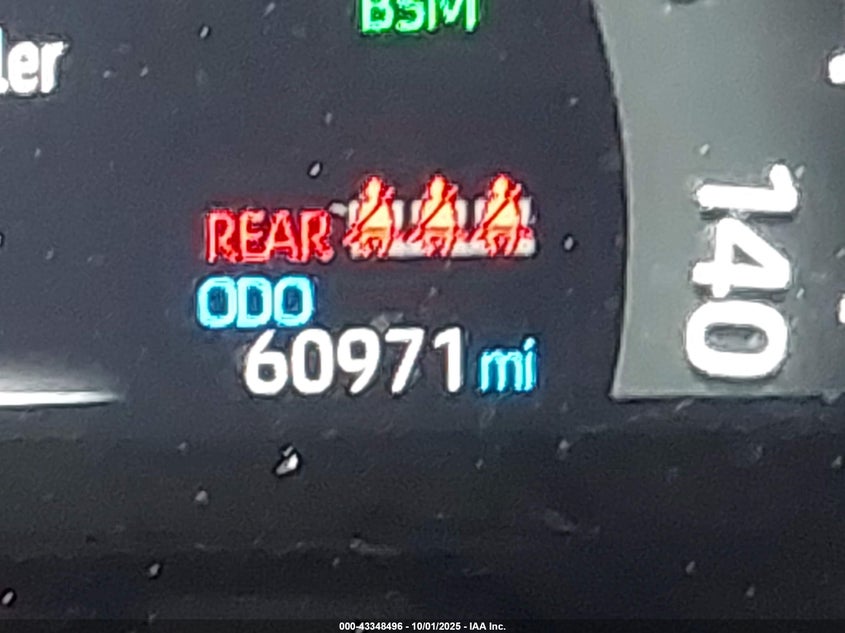 BSM
ler
REAR
ODO
60971 mi
140
000-43348496 - 10/01/2025 - IAA Inc.